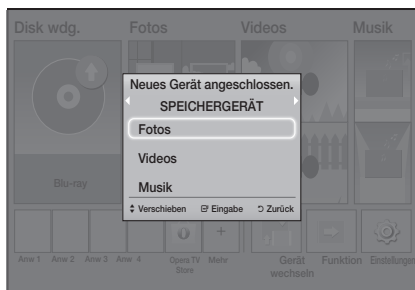 Disk wdg. Fotos Videos Musik
Neues Gerät angeschlossen.
SPEICHERGERÄT
Fotos
Videos
Musik
Verschieben Eingabe Zurück
Blu-ray
Anw 1 Anw 2 Anw 3 Anw 4 Opera TV Store Mehr Gerät wechseln Funktion Einstellungen